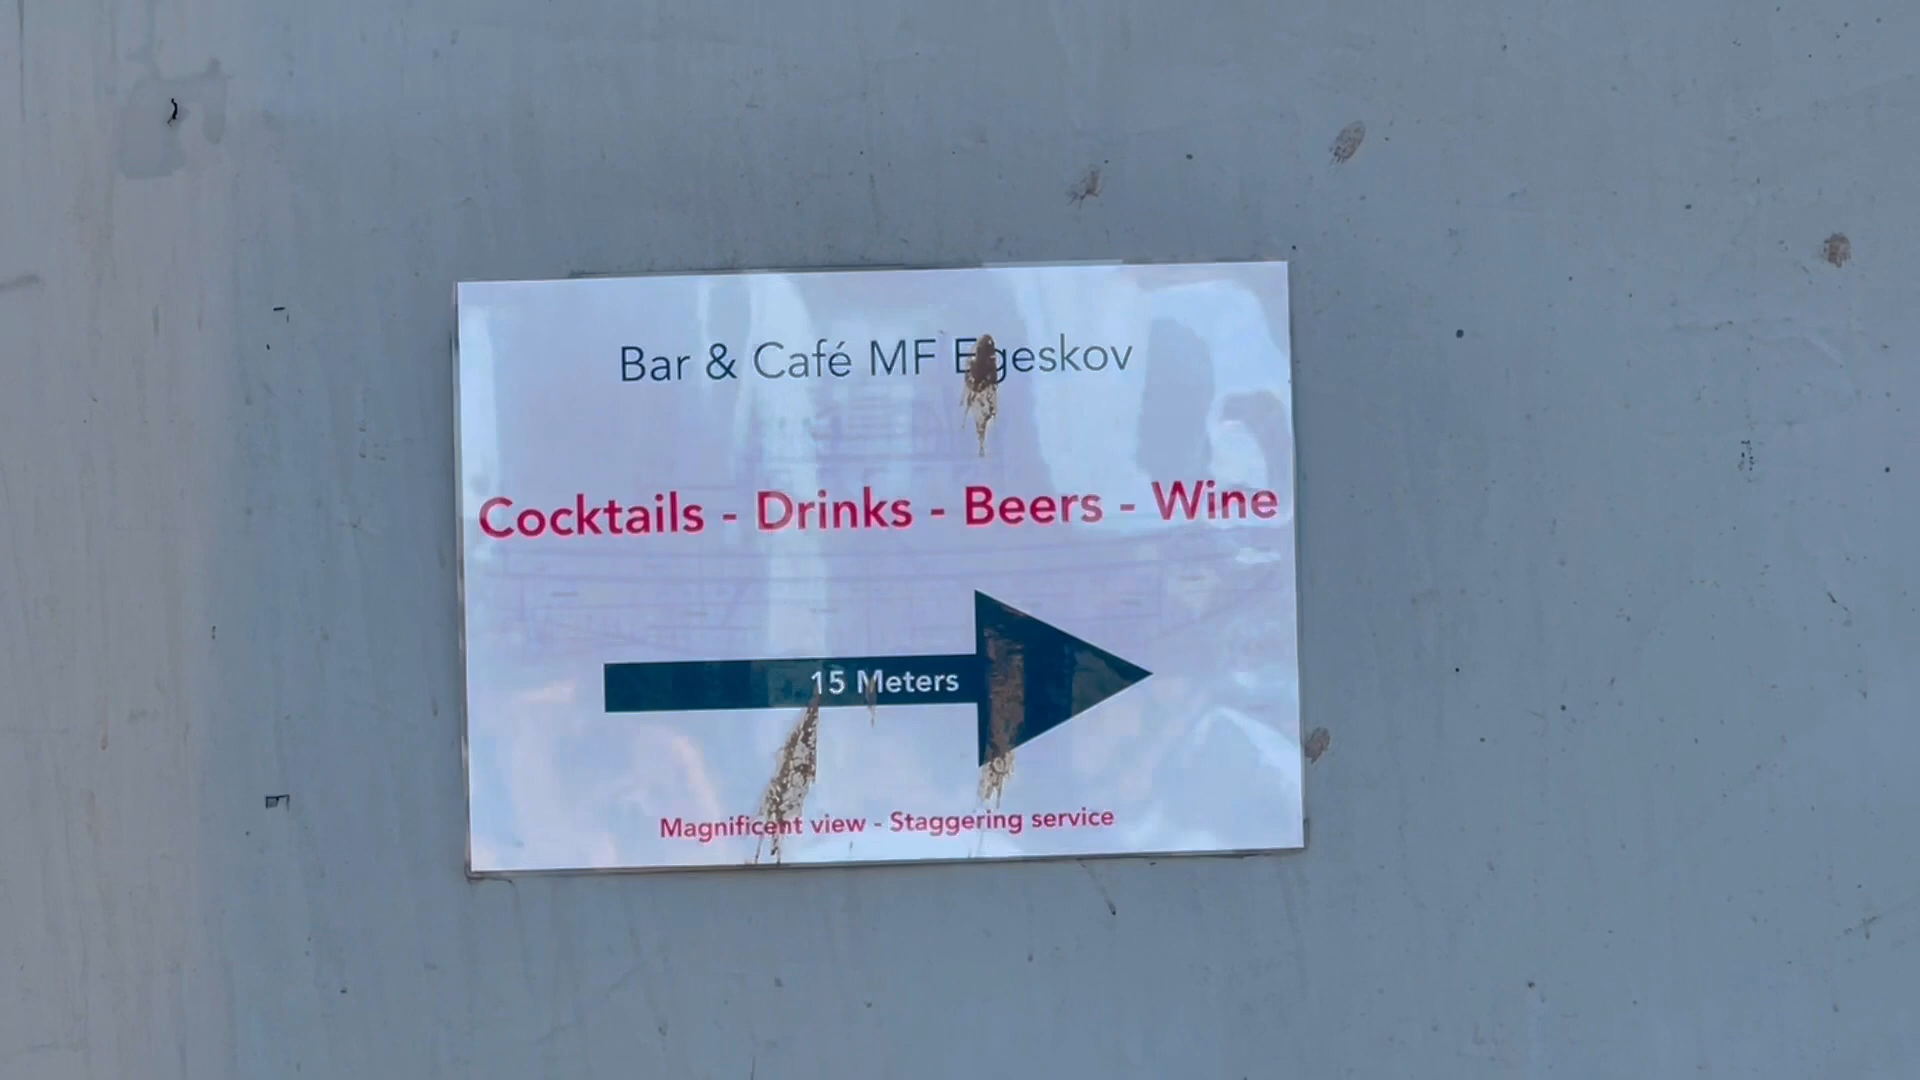 Bar & Café MF Egeskov
Cocktails - Drinks - Beers - Wine
15 Meters
Magnificent view - Staggering service